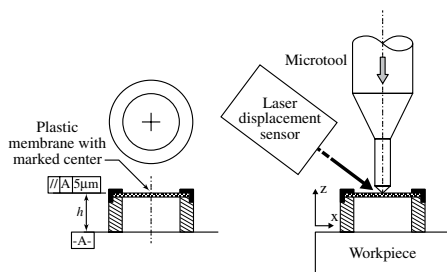 Microtool
Laser
displacement
sensor
Plastic
membrane with
marked center
// A 5μm
h
-A-
z
x
Workpiece